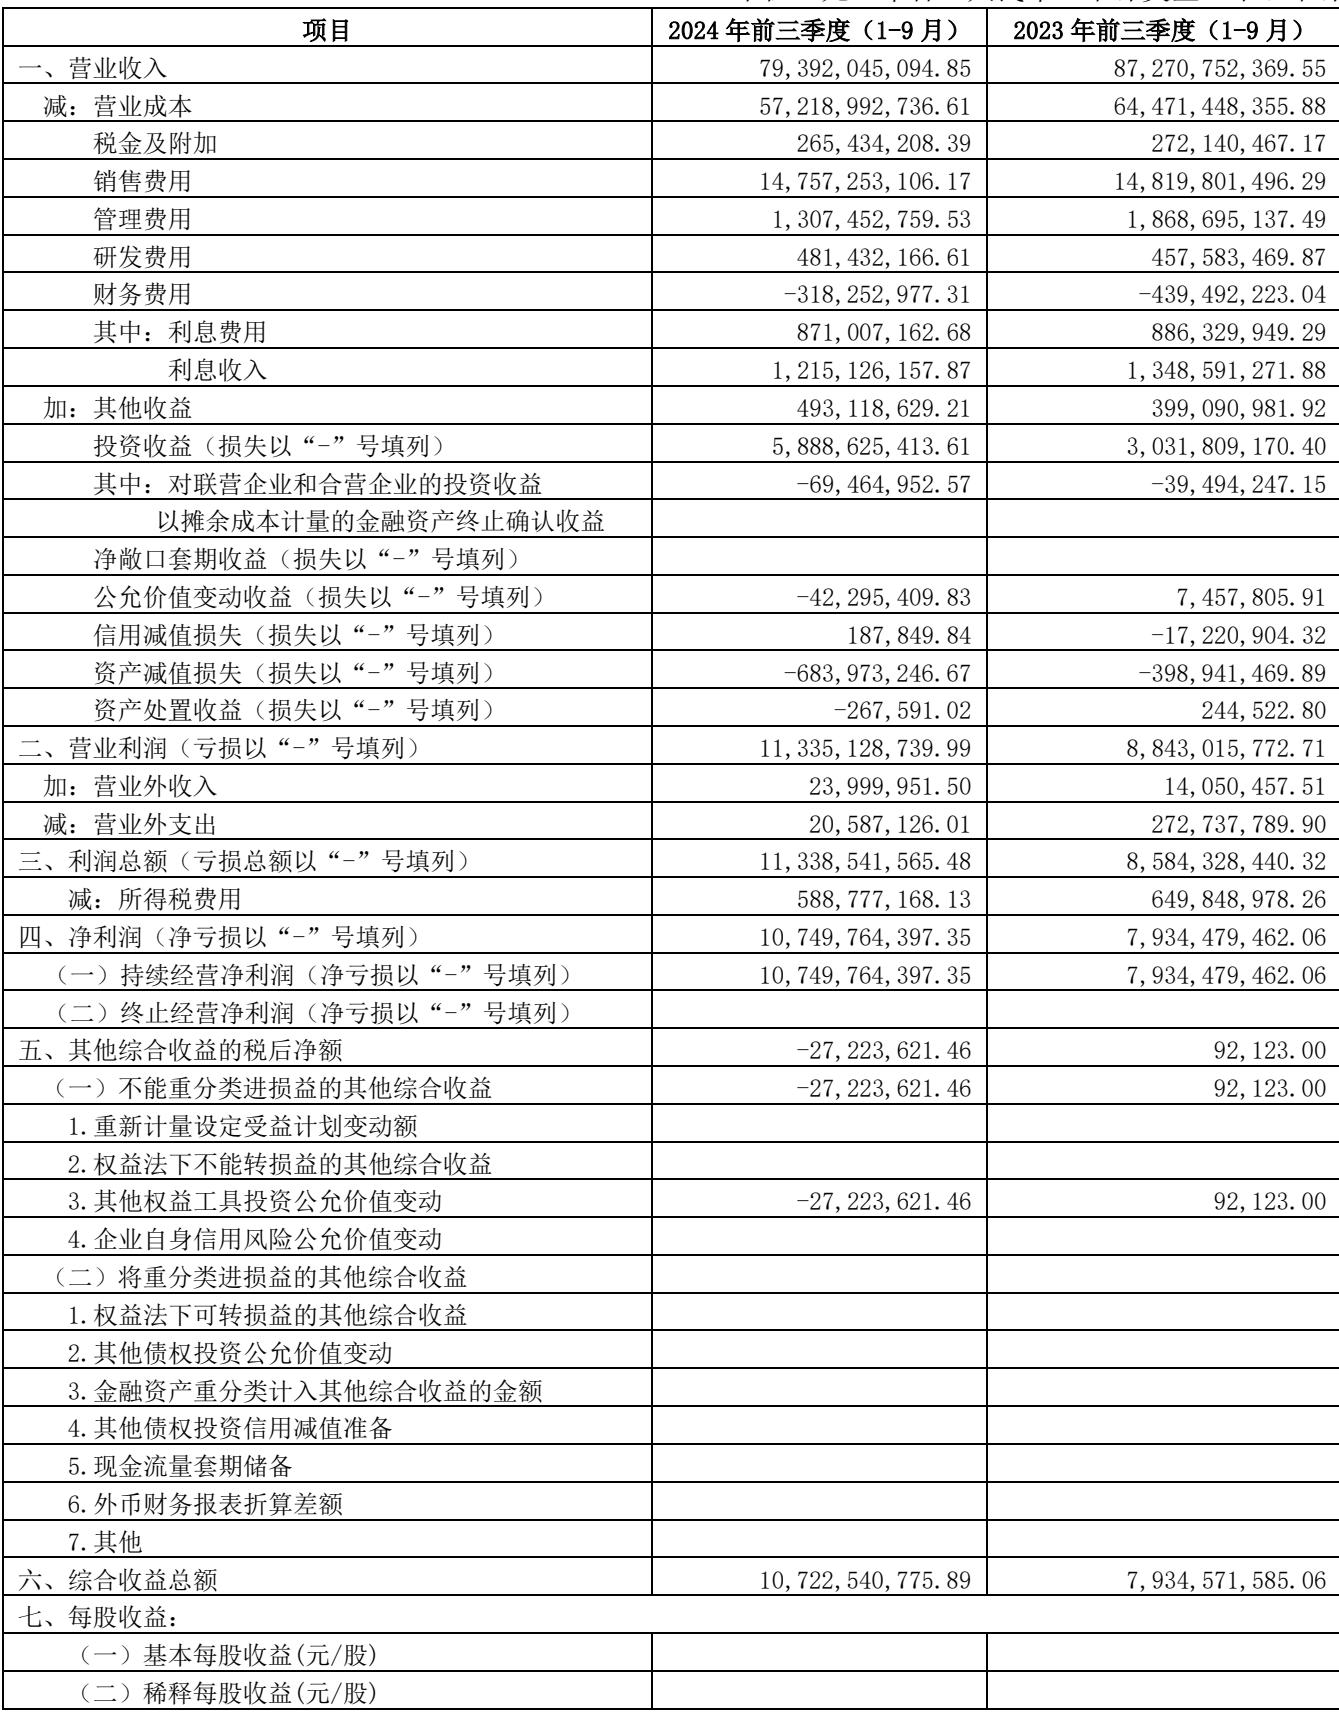 项目 2024 年前三季度（1-9 月） 2023 年前三季度（1-9 月）
一、营业收入 79,392,045,094.85 87,270,752,369.55
减：营业成本 57,218,992,736.61 64,471,448,355.88
税金及附加 265,434,208.39 272,140,467.17
销售费用 14,757,253,106.17 14,819,801,496.29
管理费用 1,307,452,759.53 1,868,695,137.49
研发费用 481,432,166.61 457,583,469.87
财务费用 -318,252,977.31 -439,492,223.04
其中：利息费用 871,007,162.68 886,329,949.29
利息收入 1,215,126,157.87 1,348,591,271.88
加：其他收益 493,118,629.21 399,090,981.92
投资收益（损失以“-”号填列） 5,888,625,413.61 3,031,809,170.40
其中：对联营企业和合营企业的投资收益 -69,464,952.57 -39,494,247.15
以摊余成本计量的金融资产终止确认收益
净敞口套期收益（损失以“-”号填列）
公允价值变动收益（损失以“-”号填列） -42,295,409.83 7,457,805.91
信用减值损失（损失以“-”号填列） 187,849.84 -17,220,904.32
资产减值损失（损失以“-”号填列） -683,973,246.67 -398,941,469.89
资产处置收益（损失以“-”号填列） -267,591.02 244,522.80
二、营业利润（亏损以“-”号填列） 11,335,128,739.99 8,843,015,772.71
加：营业外收入 23,999,951.50 14,050,457.51
减：营业外支出 20,587,126.01 272,737,789.90
三、利润总额（亏损总额以“-”号填列） 11,338,541,565.48 8,584,328,440.32
减：所得税费用 588,777,168.13 649,848,978.26
四、净利润（净亏损以“-”号填列） 10,749,764,397.35 7,934,479,462.06
（一）持续经营净利润（净亏损以“-”号填列） 10,749,764,397.35 7,934,479,462.06
（二）终止经营净利润（净亏损以“-”号填列）
五、其他综合收益的税后净额 -27,223,621.46 92,123.00
（一）不能重分类进损益的其他综合收益 -27,223,621.46 92,123.00
1.重新计量设定受益计划变动额
2.权益法下不能转损益的其他综合收益
3.其他权益工具投资公允价值变动 -27,223,621.46 92,123.00
4.企业自身信用风险公允价值变动
（二）将重分类进损益的其他综合收益
1.权益法下可转损益的其他综合收益
2.其他债权投资公允价值变动
3.金融资产重分类计入其他综合收益的金额
4.其他债权投资信用减值准备
5.现金流量套期储备
6.外币财务报表折算差额
7.其他
六、综合收益总额 10,722,540,775.89 7,934,571,585.06
七、每股收益：
（一）基本每股收益(元/股)
（二）稀释每股收益(元/股)